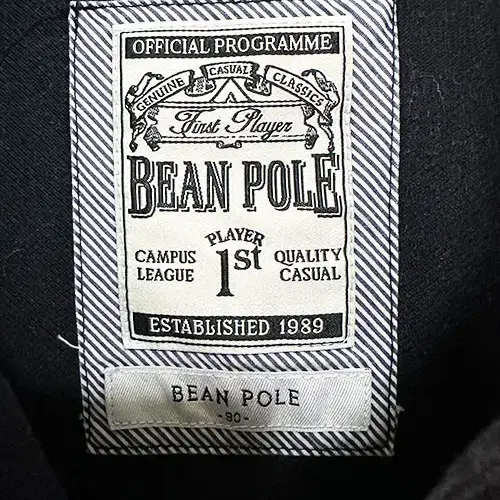 OFFICIAL PROGRAMME
GENUINE CASUAL CLASSICS
First Player
BEAN POLE
PLAYER
CAMPUS 1st QUALITY
LEAGUE CASUAL
ESTABLISHED 1989
BEAN POLE
-90-